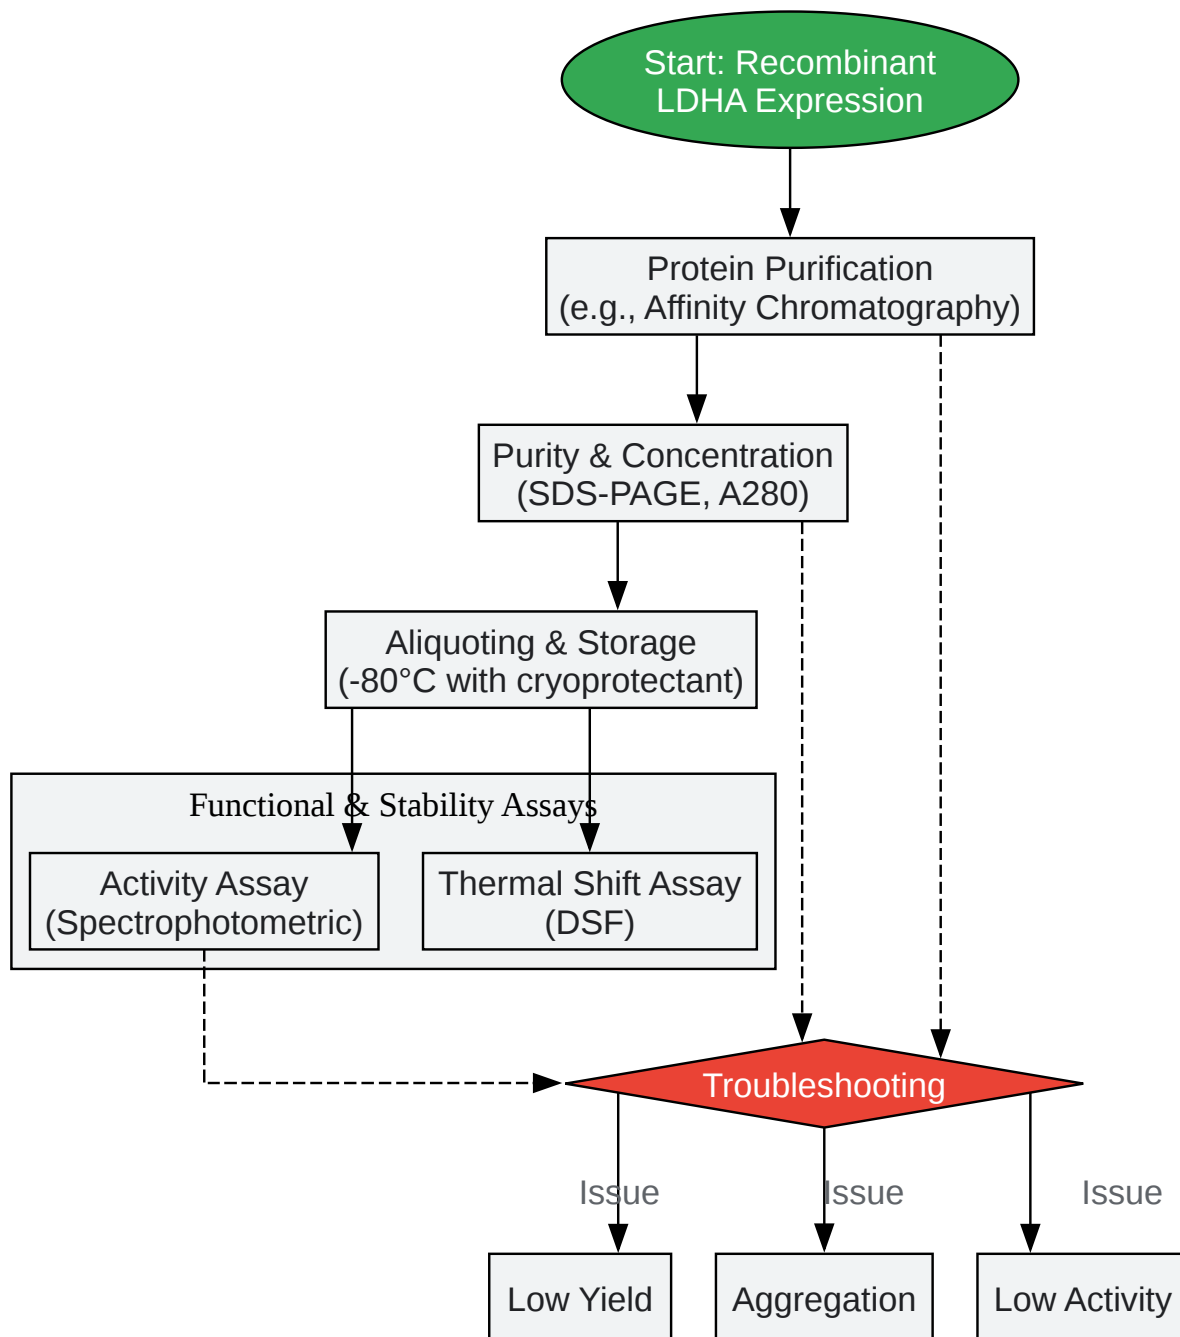 Start: Recombinant
LDHA Expression
Protein Purification
(e.g., Affinity Chromatography)
Purity & Concentration
(SDS-PAGE, A280)
Aliquoting & Storage
(-80°C with cryoprotectant)
Functional & Stability Assays
Activity Assay
(Spectrophotometric)
Thermal Shift Assay
(DSF)
Troubleshooting
Issue
Issue
Issue
Low Yield
Aggregation
Low Activity